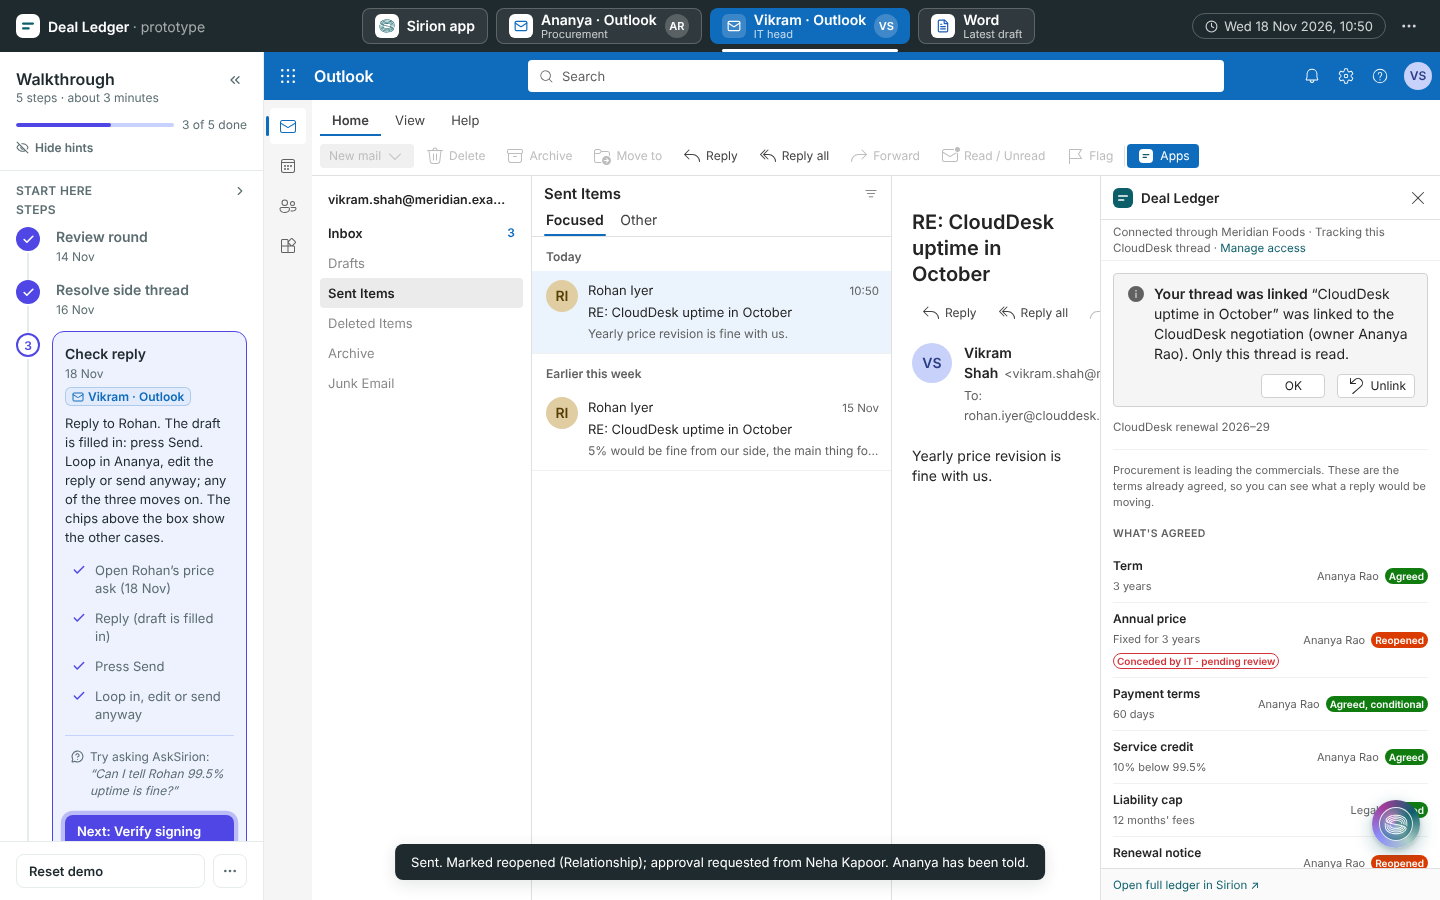 Deal Ledger · prototype
Sirion app
Ananya · Outlook
Procurement
AR
Vikram · Outlook
IT head
VS
Word
Latest draft
Wed 18 Nov 2026, 10:50
Walkthrough
5 steps · about 3 minutes
3 of 5 done
Hide hints
START HERE
STEPS
Review round
14 Nov
Resolve side thread
16 Nov
3
Check reply
18 Nov
Vikram · Outlook
Reply to Rohan. The draft
is filled in: press Send.
Loop in Ananya, edit the
reply or send anyway; any
of the three moves on. The
chips above the box show
the other cases.
Open Rohan's price
ask (18 Nov)
Reply (draft is filled
in)
Press Send
Loop in, edit or send
anyway
Try asking AskSirion:
“Can I tell Rohan 99.5%
uptime is fine?”
Next: Verify signing
Reset demo
Outlook
Search
VS
Home
View
Help
New mail
Delete
Archive
Move to
Reply
Reply all
Forward
Read / Unread
Flag
Apps
vikram.shah@meridian.exa...
Inbox
3
Drafts
Sent Items
Deleted Items
Archive
Junk Email
Sent Items
Focused
Other
Today
RI
Rohan Iyer
10:50
RE: CloudDesk uptime in October
Yearly price revision is fine with us.
Earlier this week
RI
Rohan Iyer
15 Nov
RE: CloudDesk uptime in October
5% would be fine from our side, the main thing fo...
RE: CloudDesk
uptime in
October
Reply
Reply all
VS
Vikram
Shah <vikram.shah@r
To:
rohan.iyer@clouddesk.
Yearly price revision is
fine with us.
Deal Ledger
Connected through Meridian Foods · Tracking this
CloudDesk thread · Manage access
Your thread was linked “CloudDesk
uptime in October” was linked to the
CloudDesk negotiation (owner Ananya
Rao). Only this thread is read.
OK
Unlink
CloudDesk renewal 2026–29
Procurement is leading the commercials. These are the
terms already agreed, so you can see what a reply would be
moving.
WHAT'S AGREED
Term
3 years
Ananya Rao
Agreed
Annual price
Fixed for 3 years
Ananya Rao
Reopened
Conceded by IT · pending review
Payment terms
60 days
Ananya Rao
Agreed, conditional
Service credit
10% below 99.5%
Ananya Rao
Agreed
Liability cap
12 months' fees
Renewal notice
Ananya Rao
Reopened
Open full ledger in Sirion ↗
Sent. Marked reopened (Relationship); approval requested from Neha Kapoor. Ananya has been told.